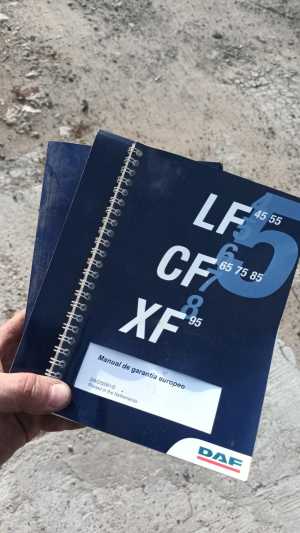 LF 45 55
CF 65 75 85
XF 95
Manual de garantía europeo
Printed in the Netherlands
DAF